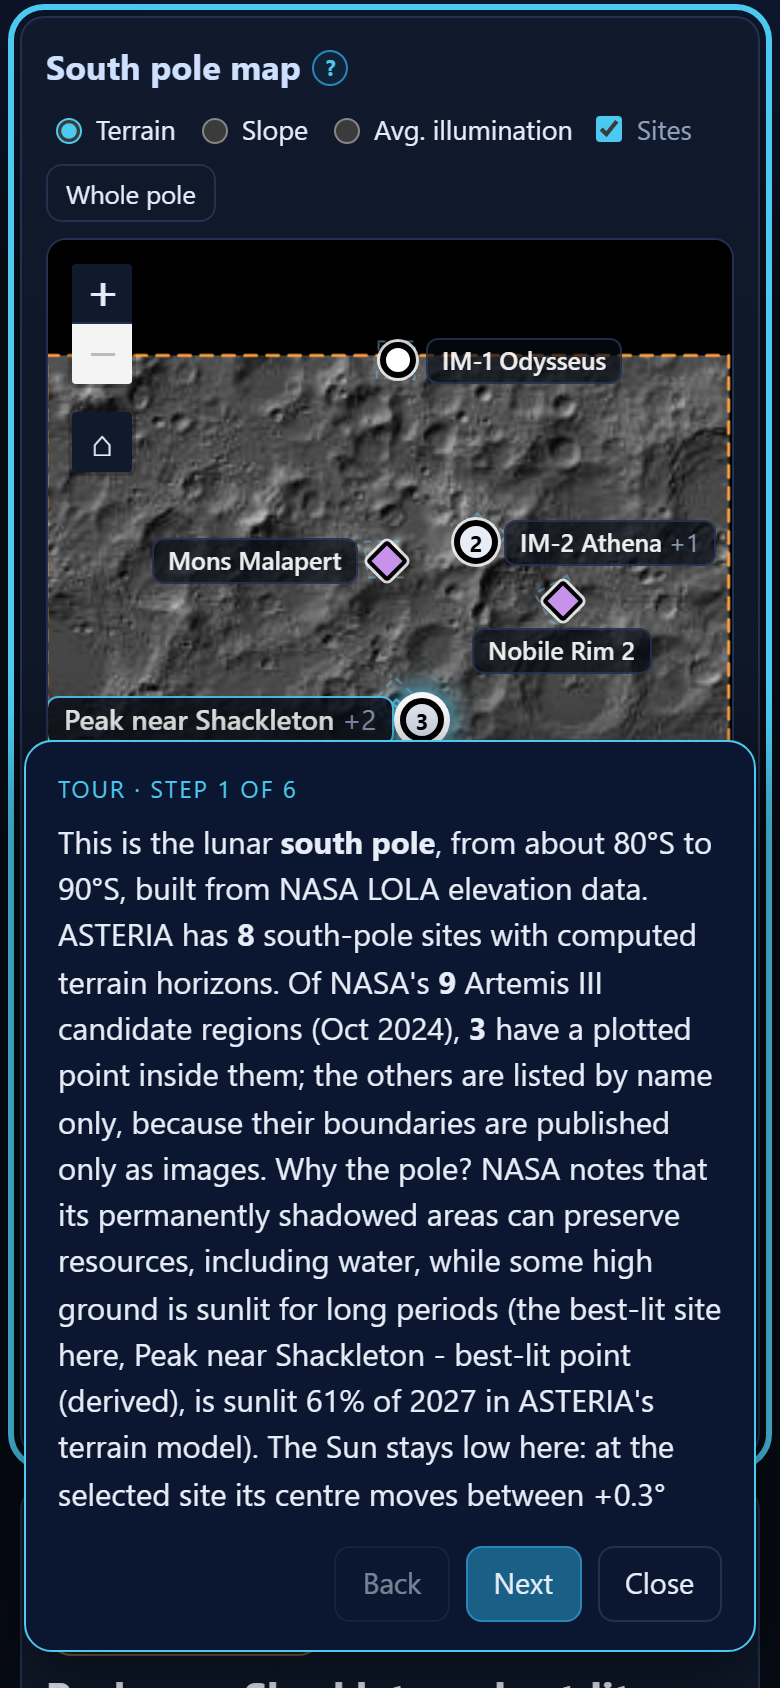 South pole map ?
Terrain Slope Avg. illumination Sites
Whole pole
+
−
IM-1 Odysseus
2 IM-2 Athena +1
Mons Malapert
Nobile Rim 2
Peak near Shackleton +2 3
TOUR · STEP 1 OF 6
This is the lunar south pole, from about 80°S to
90°S, built from NASA LOLA elevation data.
ASTERIA has 8 south-pole sites with computed
terrain horizons. Of NASA's 9 Artemis III
candidate regions (Oct 2024), 3 have a plotted
point inside them; the others are listed by name
only, because their boundaries are published
only as images. Why the pole? NASA notes that
its permanently shadowed areas can preserve
resources, including water, while some high
ground is sunlit for long periods (the best-lit site
here, Peak near Shackleton - best-lit point
(derived), is sunlit 61% of 2027 in ASTERIA's
terrain model). The Sun stays low here: at the
selected site its centre moves between +0.3°
Back Next Close